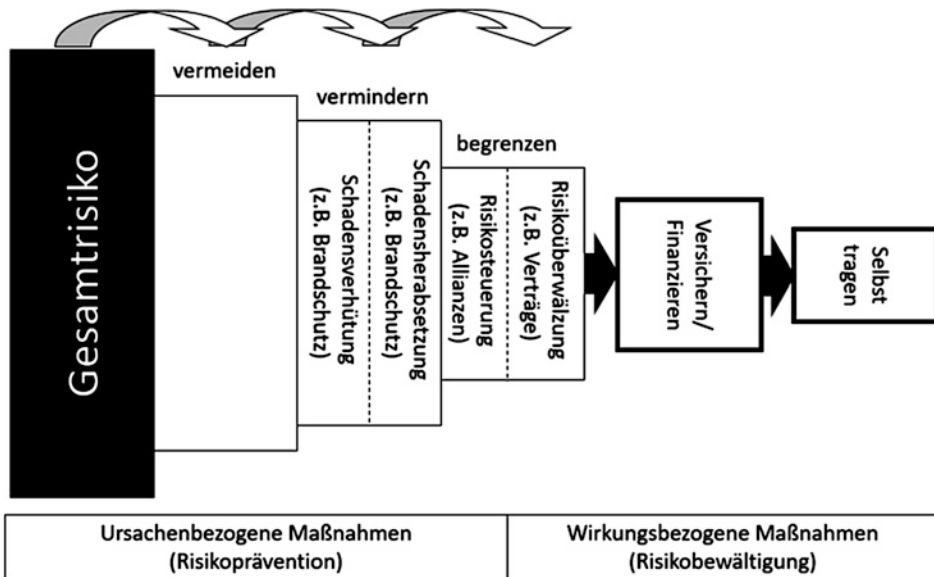 vermeiden
vermindern
begrenzen
Gesamtrisiko
Schadensverhütung
(z.B. Brandschutz)
Schadensherabsetzung
(z.B. Brandschutz)
Risikosteuerung
(z.B. Allianzen)
Risikoüberwälzung
(z.B. Verträge)
Versichern/
Finanzieren
Selbst
tragen
Ursachenbezogene Maßnahmen
(Risikoprävention)
Wirkungsbezogene Maßnahmen
(Risikobewältigung)